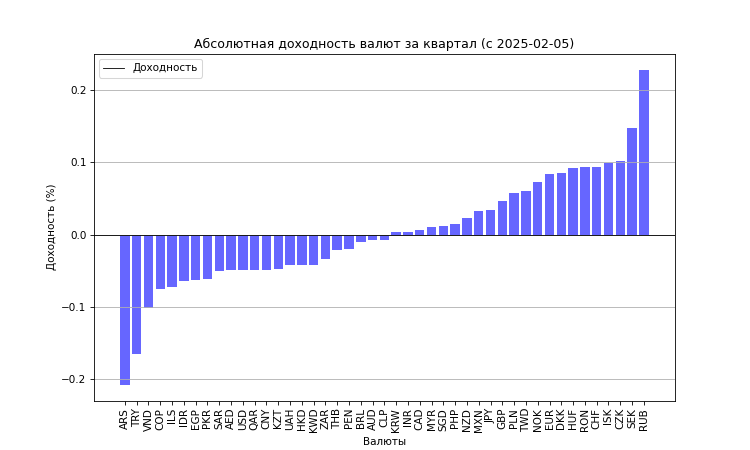 Абсолютная доходность валют за квартал (с 2025-02-05)
Доходность
Доходность (%)
0.2
0.1
0.0
−0.1
−0.2
ARS TRY VND COP ILS IDR EGP PKR SAR AED USD QAR CNY KZT UAH HKD KWD ZAR THB PEN BRL AUD CLP KRW INR CAD MYR SGD PHP NZD MXN JPY GBP PLN TWD NOK EUR DKK HUF RON CHF ISK CZK SEK RUB
Валюты